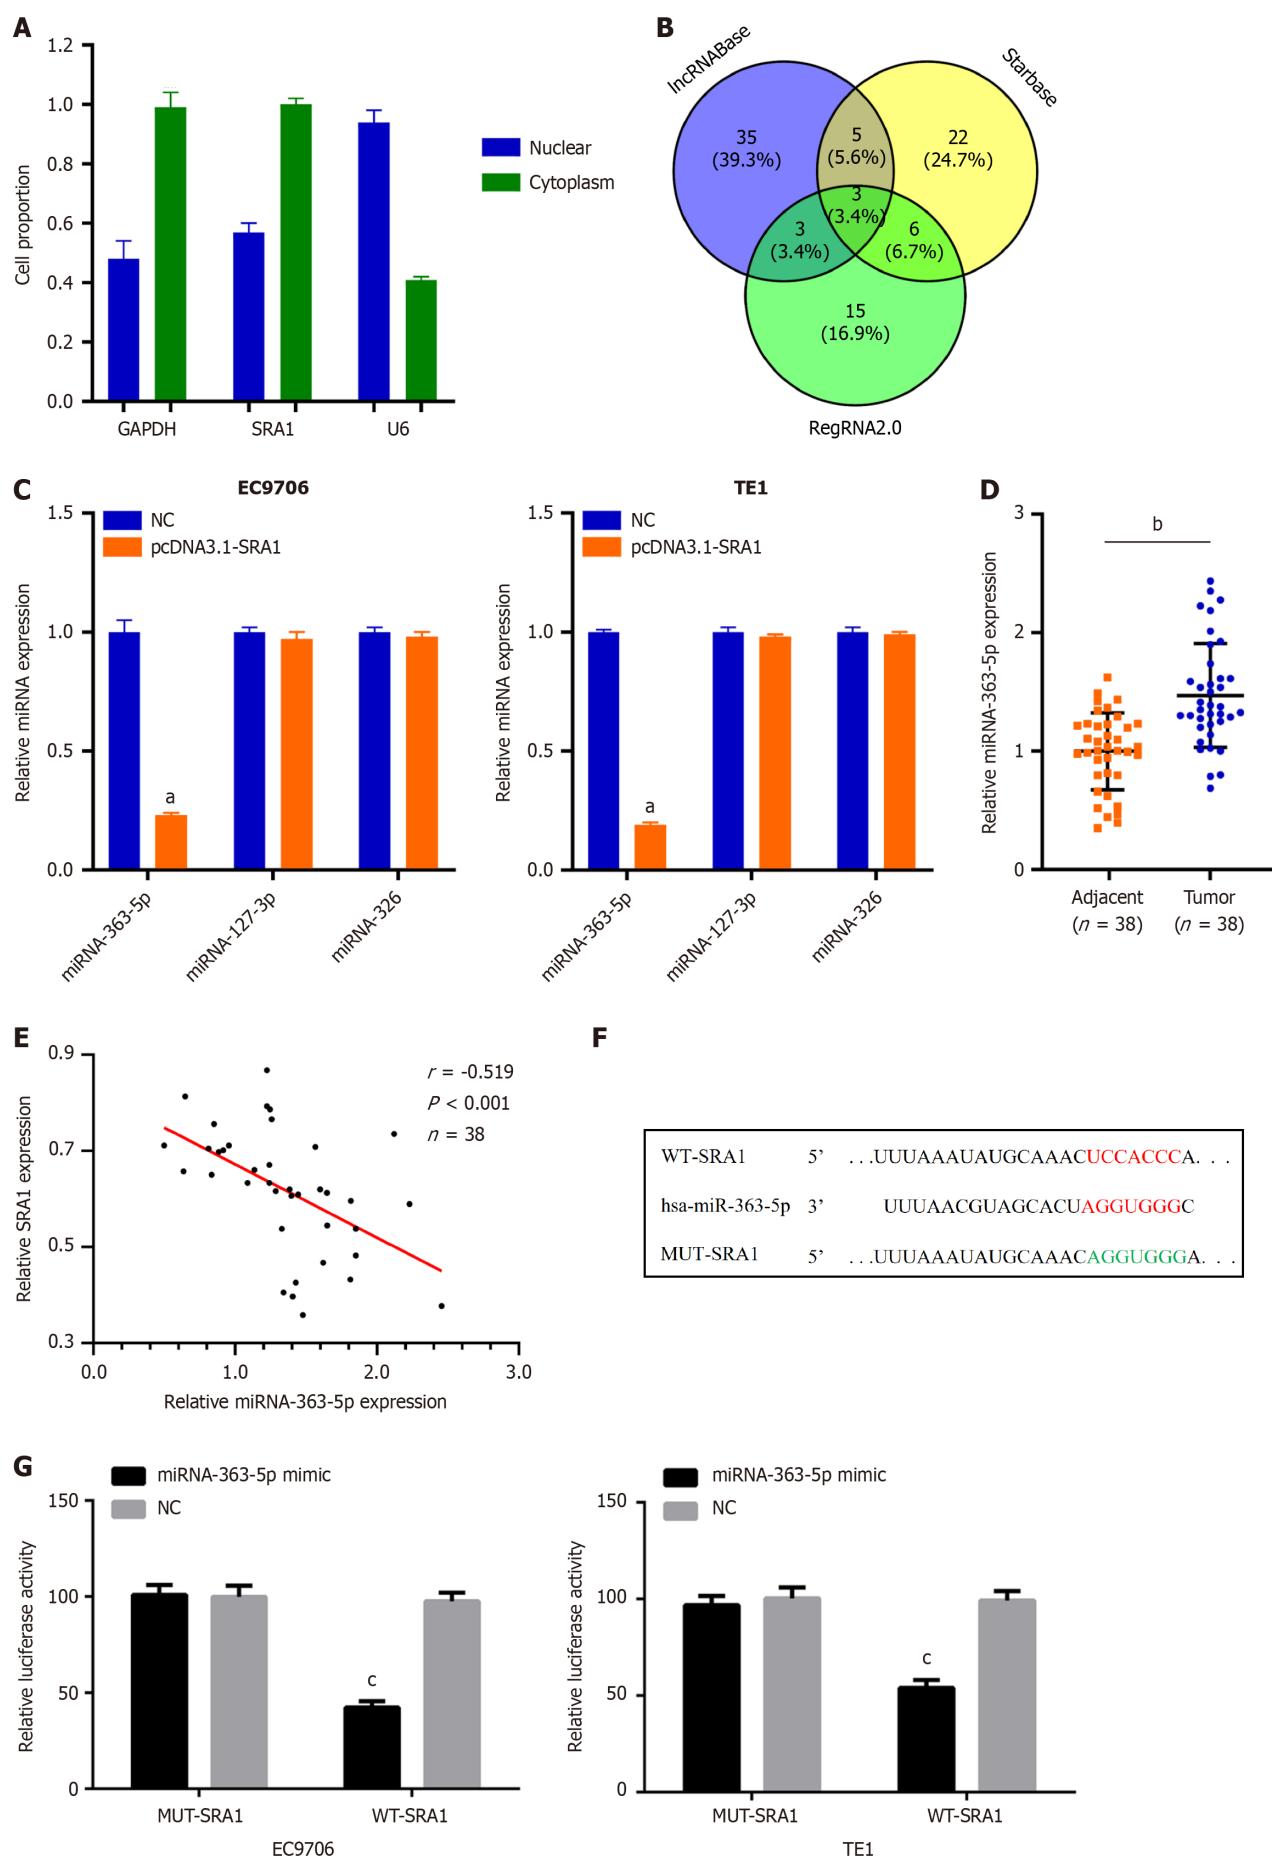 A
1.2
1.0
0.8
0.6
0.4
0.2
0.0
Cell proportion
GAPDH
SRA1
U6
Nuclear
Cytoplasm
B
lncRNABase
Starbase
35
(39.3%)
5
(5.6%)
22
(24.7%)
3
(3.4%)
3
(3.4%)
6
(6.7%)
15
(16.9%)
RegRNA2.0
C
EC9706
NC
pcDNA3.1-SRA1
1.5
1.0
0.5
0.0
Relative miRNA expression
a
miRNA-363-5p
miRNA-127-3p
miRNA-326
TE1
NC
pcDNA3.1-SRA1
1.5
1.0
0.5
0.0
Relative miRNA expression
a
miRNA-363-5p
miRNA-127-3p
miRNA-326
D
3
2
1
0
Relative miRNA-363-5p expression
b
Adjacent
(n = 38)
Tumor
(n = 38)
E
0.9
0.7
0.5
0.3
Relative SRA1 expression
r = -0.519
P < 0.001
n = 38
0.0 1.0 2.0 3.0
Relative miRNA-363-5p expression
F
WT-SRA1 5’ ...UUUAAAUAUGCAAACUCCACCCA. . .
hsa-miR-363-5p 3’ UUUAACGUAGCACUAGGUGGGC
MUT-SRA1 5’ ...UUUAAAUAUGCAAACAGGUGGGA. . .
G
miRNA-363-5p mimic
NC
150
100
50
0
Relative luciferase activity
c
MUT-SRA1
WT-SRA1
EC9706
miRNA-363-5p mimic
NC
150
100
50
0
Relative luciferase activity
c
MUT-SRA1
WT-SRA1
TE1